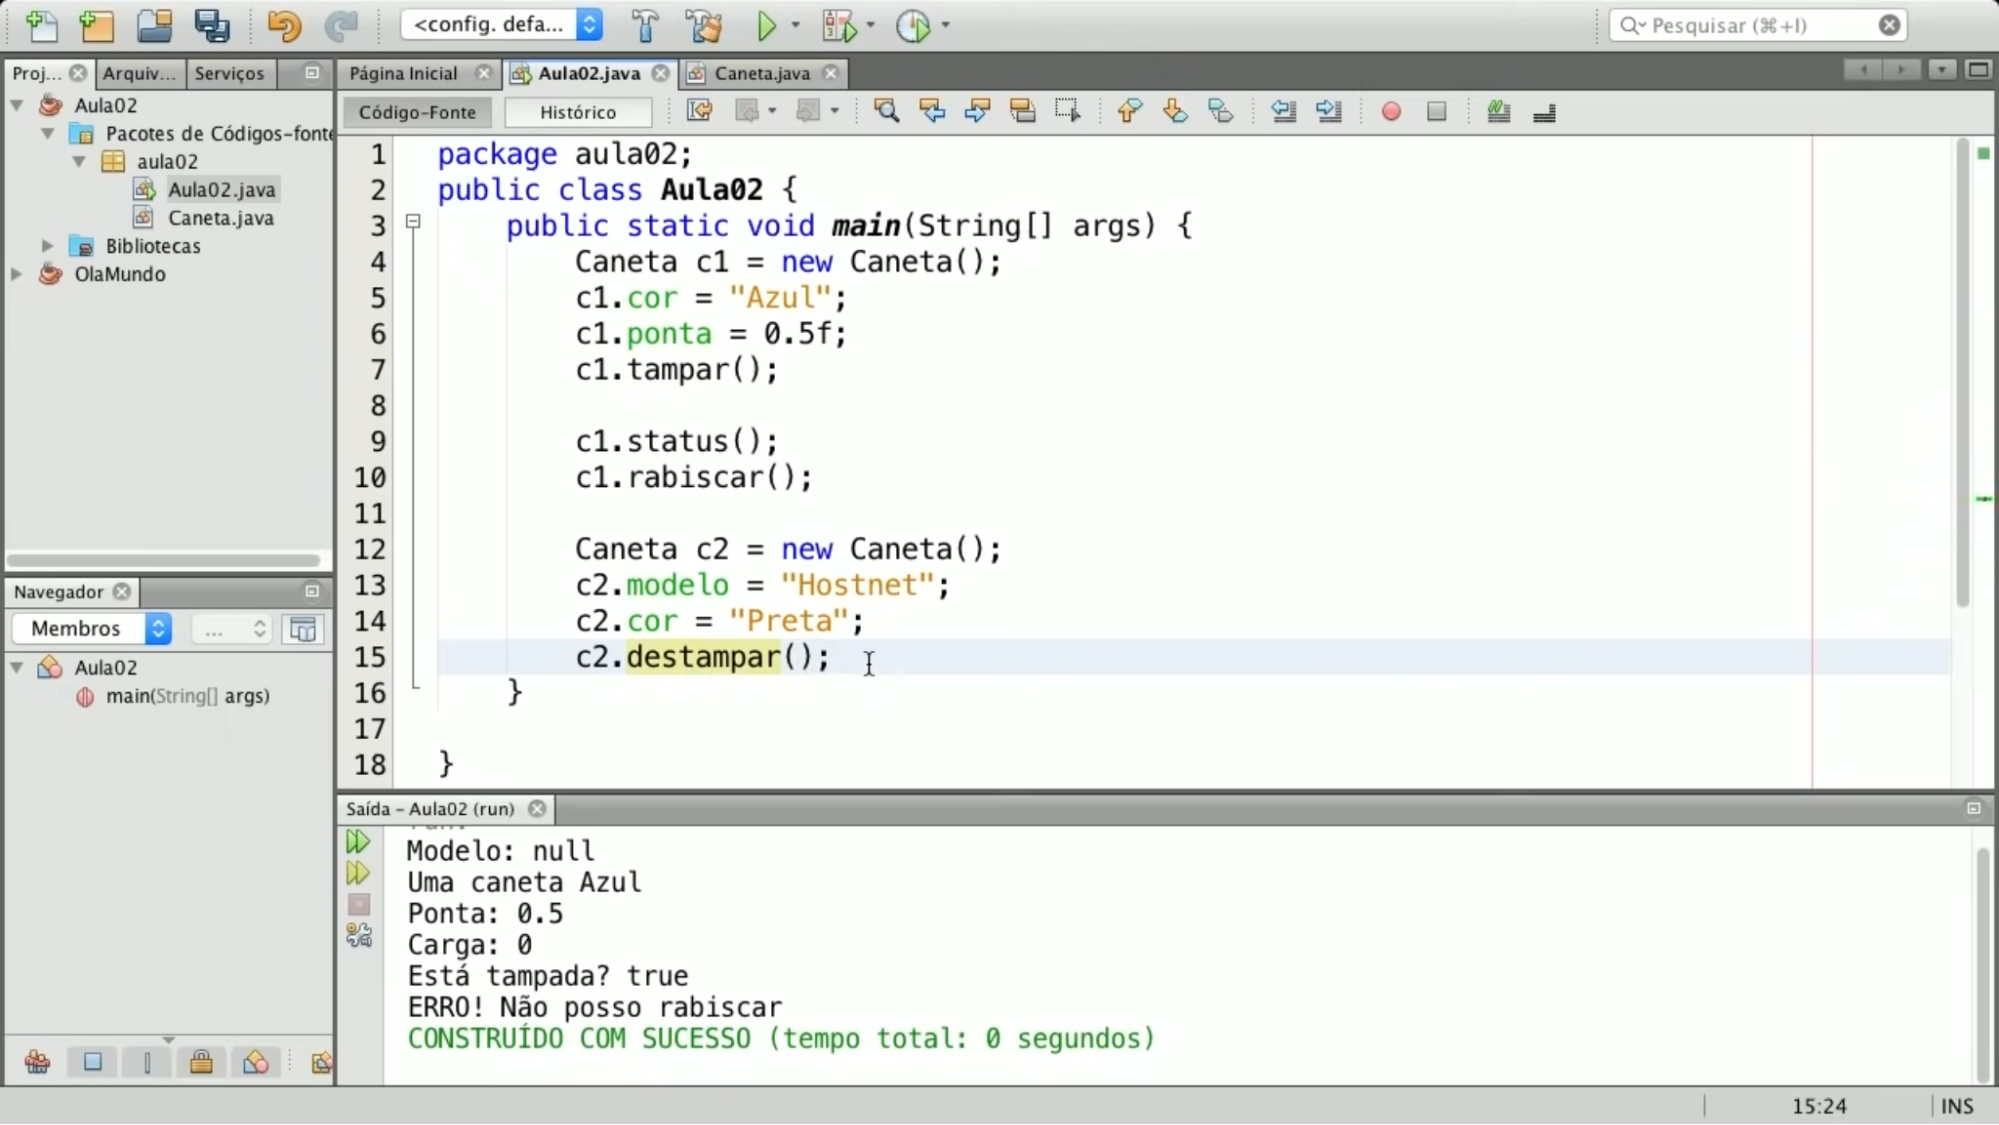 <config. defa...
Pesquisar (⌘+I)
Proj...
Arquiv...
Serviços
Página Inicial
Aula02.java
Caneta.java
Código-Fonte
Histórico
Aula02
Pacotes de Códigos-fonte
aula02
Aula02.java
Caneta.java
Bibliotecas
OlaMundo
1 package aula02;
2 public class Aula02 {
3 public static void main(String[] args) {
4 Caneta c1 = new Caneta();
5 c1.cor = "Azul";
6 c1.ponta = 0.5f;
7 c1.tampar();
8
9 c1.status();
10 c1.rabiscar();
11
12 Caneta c2 = new Caneta();
13 c2.modelo = "Hostnet";
14 c2.cor = "Preta";
15 c2.destampar();
16 }
17
18 }
Navegador
Membros
...
Aula02
main(String[] args)
Saída – Aula02 (run)
Modelo: null
Uma caneta Azul
Ponta: 0.5
Carga: 0
Está tampada? true
ERRO! Não posso rabiscar
CONSTRUÍDO COM SUCESSO (tempo total: 0 segundos)
15:24
INS